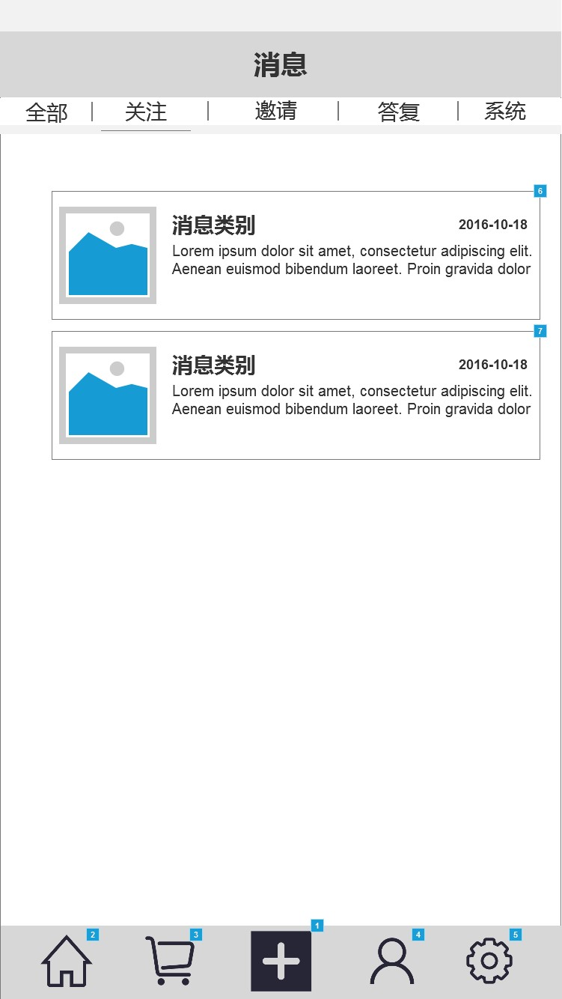 消息
全部 | 关注 | 邀请 | 答复 | 系统
6
消息类别 2016-10-18
Lorem ipsum dolor sit amet, consectetur adipiscing elit.
Aenean euismod bibendum laoreet. Proin gravida dolor
7
消息类别 2016-10-18
Lorem ipsum dolor sit amet, consectetur adipiscing elit.
Aenean euismod bibendum laoreet. Proin gravida dolor
2 3 1 4 5